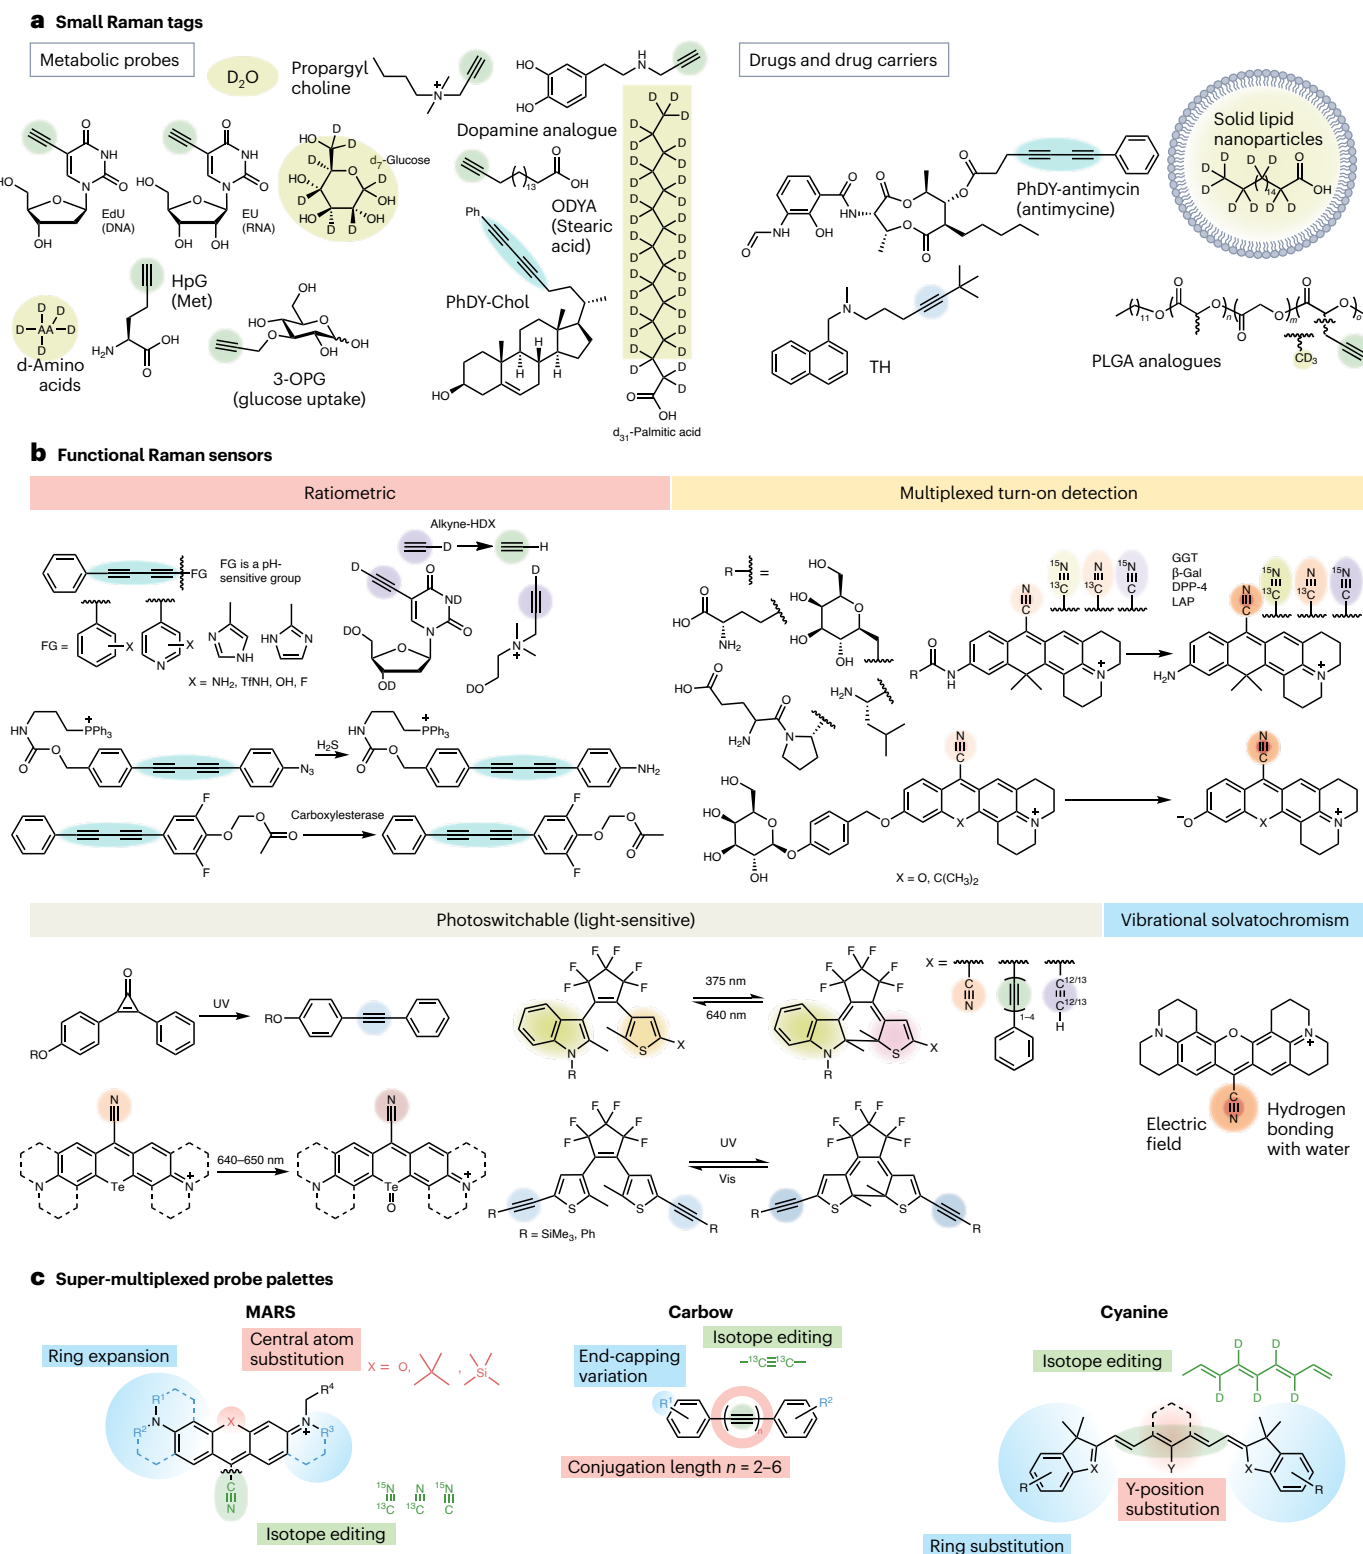 a Small Raman tags
Metabolic probes
D2O
Propargyl
choline
Dopamine analogue
EdU
(DNA)
EU
(RNA)
d7-Glucose
ODYA
(Stearic
acid)
HpG
(Met)
d-Amino
acids
3-OPG
(glucose uptake)
PhDY-Chol
d31-Palmitic acid
Drugs and drug carriers
PhDY-antimycin
(antimycine)
Solid lipid
nanoparticles
TH
PLGA analogues
b Functional Raman sensors
Ratiometric
Multiplexed turn-on detection
Alkyne-HDX
FG is a pH-
sensitive group
FG =
X = NH2, TfNH, OH, F
H2S
Carboxylesterase
R =
GGT
β-Gal
DPP-4
LAP
X = O, C(CH3)2
Photoswitchable (light-sensitive)
Vibrational solvatochromism
UV
375 nm
640 nm
X =
640–650 nm
UV
Vis
R = SiMe3, Ph
Electric
field
Hydrogen
bonding
with water
c Super-multiplexed probe palettes
MARS
Ring expansion
Central atom
substitution
X = O,
Isotope editing
Carbow
Isotope editing
End-capping
variation
Conjugation length n = 2–6
Cyanine
Isotope editing
Y-position
substitution
Ring substitution